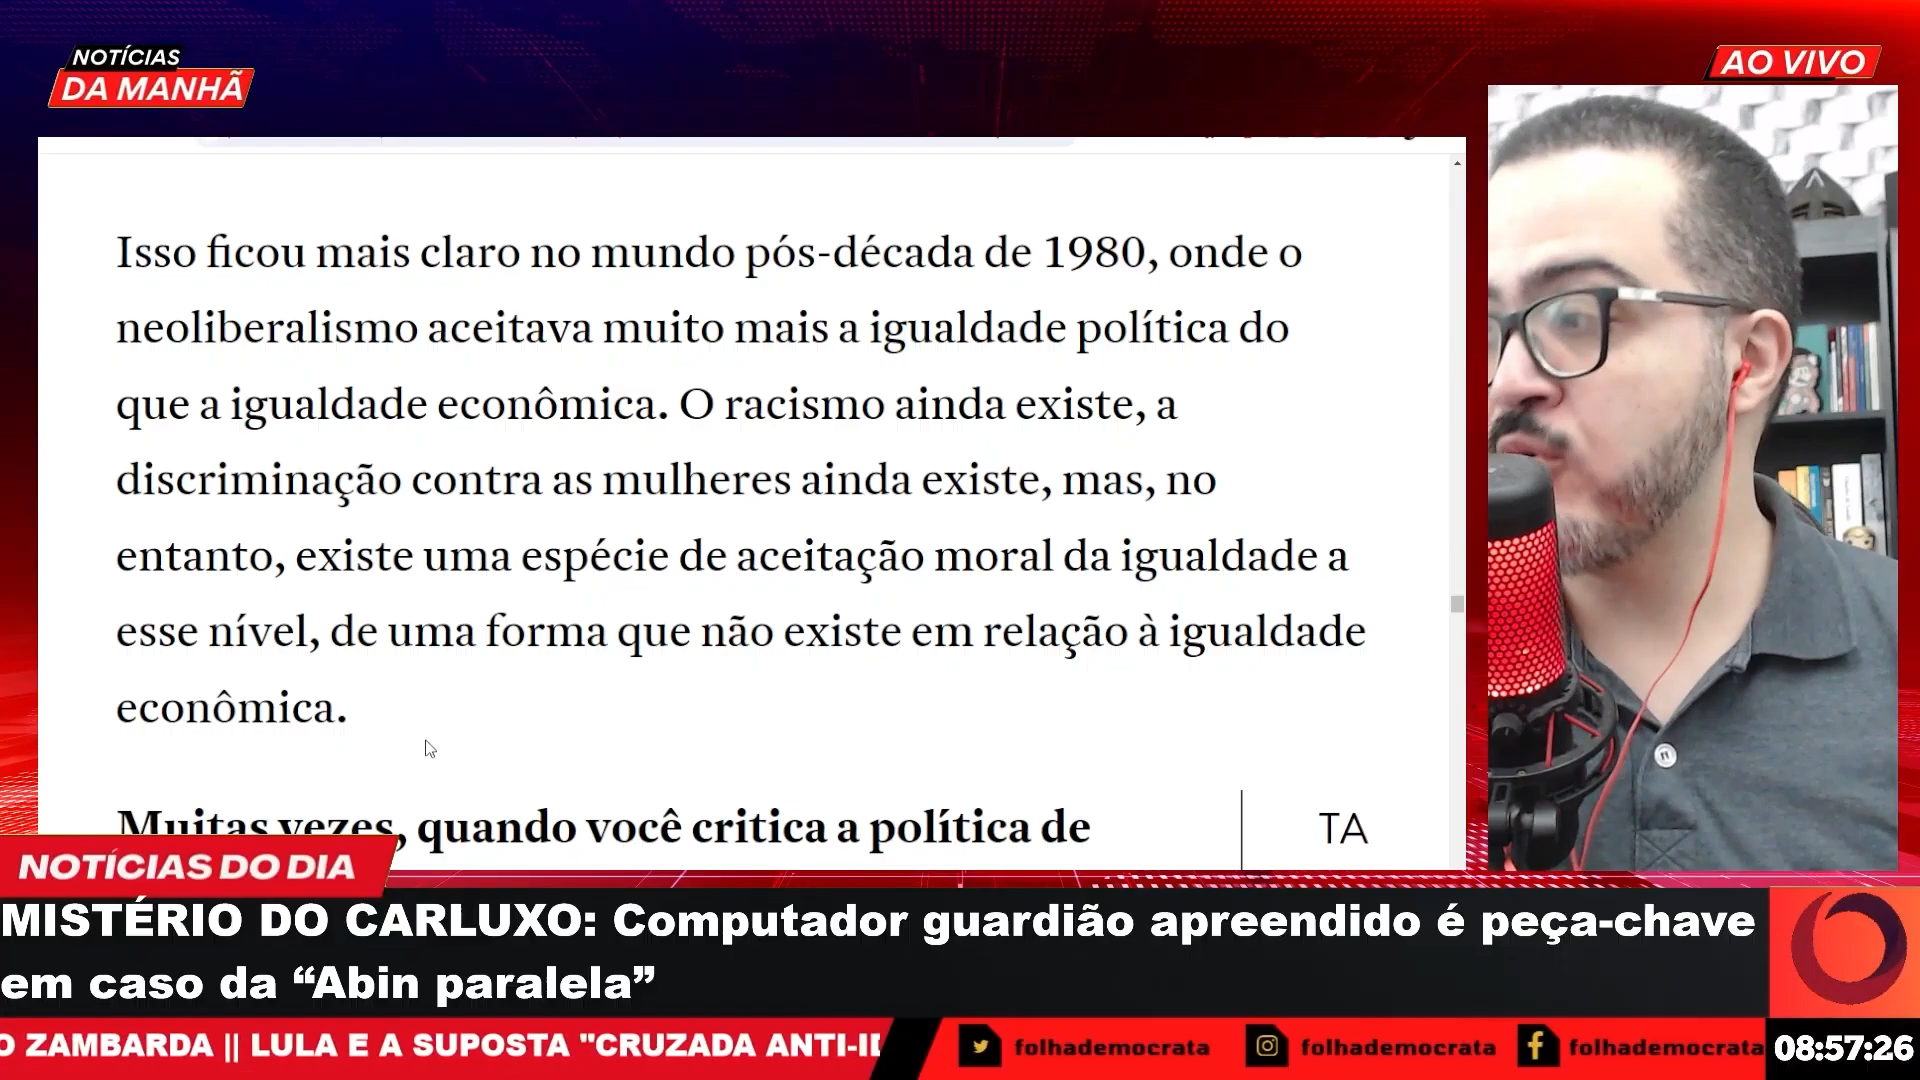 NOTÍCIAS
DA MANHÃ
AO VIVO
Isso ficou mais claro no mundo pós-década de 1980, onde o
neoliberalismo aceitava muito mais a igualdade política do
que a igualdade econômica. O racismo ainda existe, a
discriminação contra as mulheres ainda existe, mas, no
entanto, existe uma espécie de aceitação moral da igualdade a
esse nível, de uma forma que não existe em relação à igualdade
econômica.
Muitas vezes, quando você critica a política de
TA
NOTÍCIAS DO DIA
MISTÉRIO DO CARLUXO: Computador guardião apreendido é peça-chave
em caso da “Abin paralela”
O ZAMBARDA || LULA E A SUPOSTA "CRUZADA ANTI-
folhademocrata
folhademocrata
folhademocrata
08:57:26